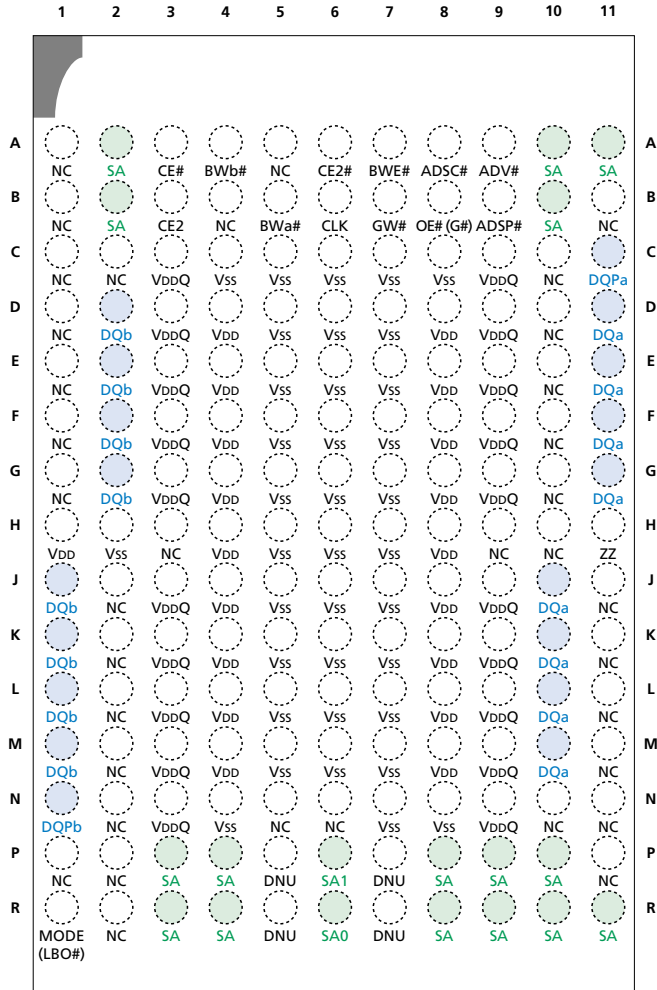 1 2 3 4 5 6 7 8 9 10 11
A A
NC SA CE# BWb# NC CE2# BWE# ADSC# ADV# SA SA
B B
NC SA CE2 NC BWa# CLK GW# OE# (G#) ADSP# SA NC
C C
NC NC VDDQ VSS VSS VSS VSS VSS VDDQ NC DQPa
D D
NC DQb VDDQ VDD VSS VSS VSS VDD VDDQ NC DQa
E E
NC DQb VDDQ VDD VSS VSS VSS VDD VDDQ NC DQa
F F
NC DQb VDDQ VDD VSS VSS VSS VDD VDDQ NC DQa
G G
NC DQb VDDQ VDD VSS VSS VSS VDD VDDQ NC DQa
H H
VDD VSS NC VDD VSS VSS VSS VDD NC NC ZZ
J J
DQb NC VDDQ VDD VSS VSS VSS VDD VDDQ DQa NC
K K
DQb NC VDDQ VDD VSS VSS VSS VDD VDDQ DQa NC
L L
DQb NC VDDQ VDD VSS VSS VSS VDD VDDQ DQa NC
M M
DQb NC VDDQ VDD VSS VSS VSS VDD VDDQ DQa NC
N N
DQPb NC VDDQ VSS NC NC VSS VSS VDDQ NC NC
P P
NC NC SA SA DNU SA1 DNU SA SA SA NC
R R
MODE NC SA SA DNU SA0 DNU SA SA SA SA
(LBO#)